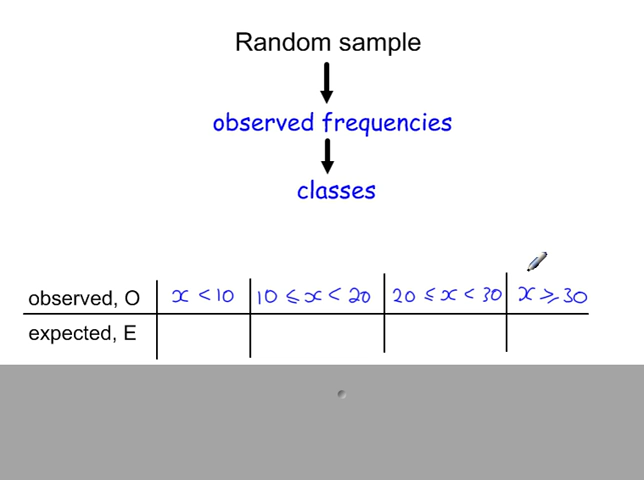 Random sample
observed frequencies
classes
observed, O x < 10 10 ≤ x < 20 20 ≤ x < 30 x ≥ 30
expected, E